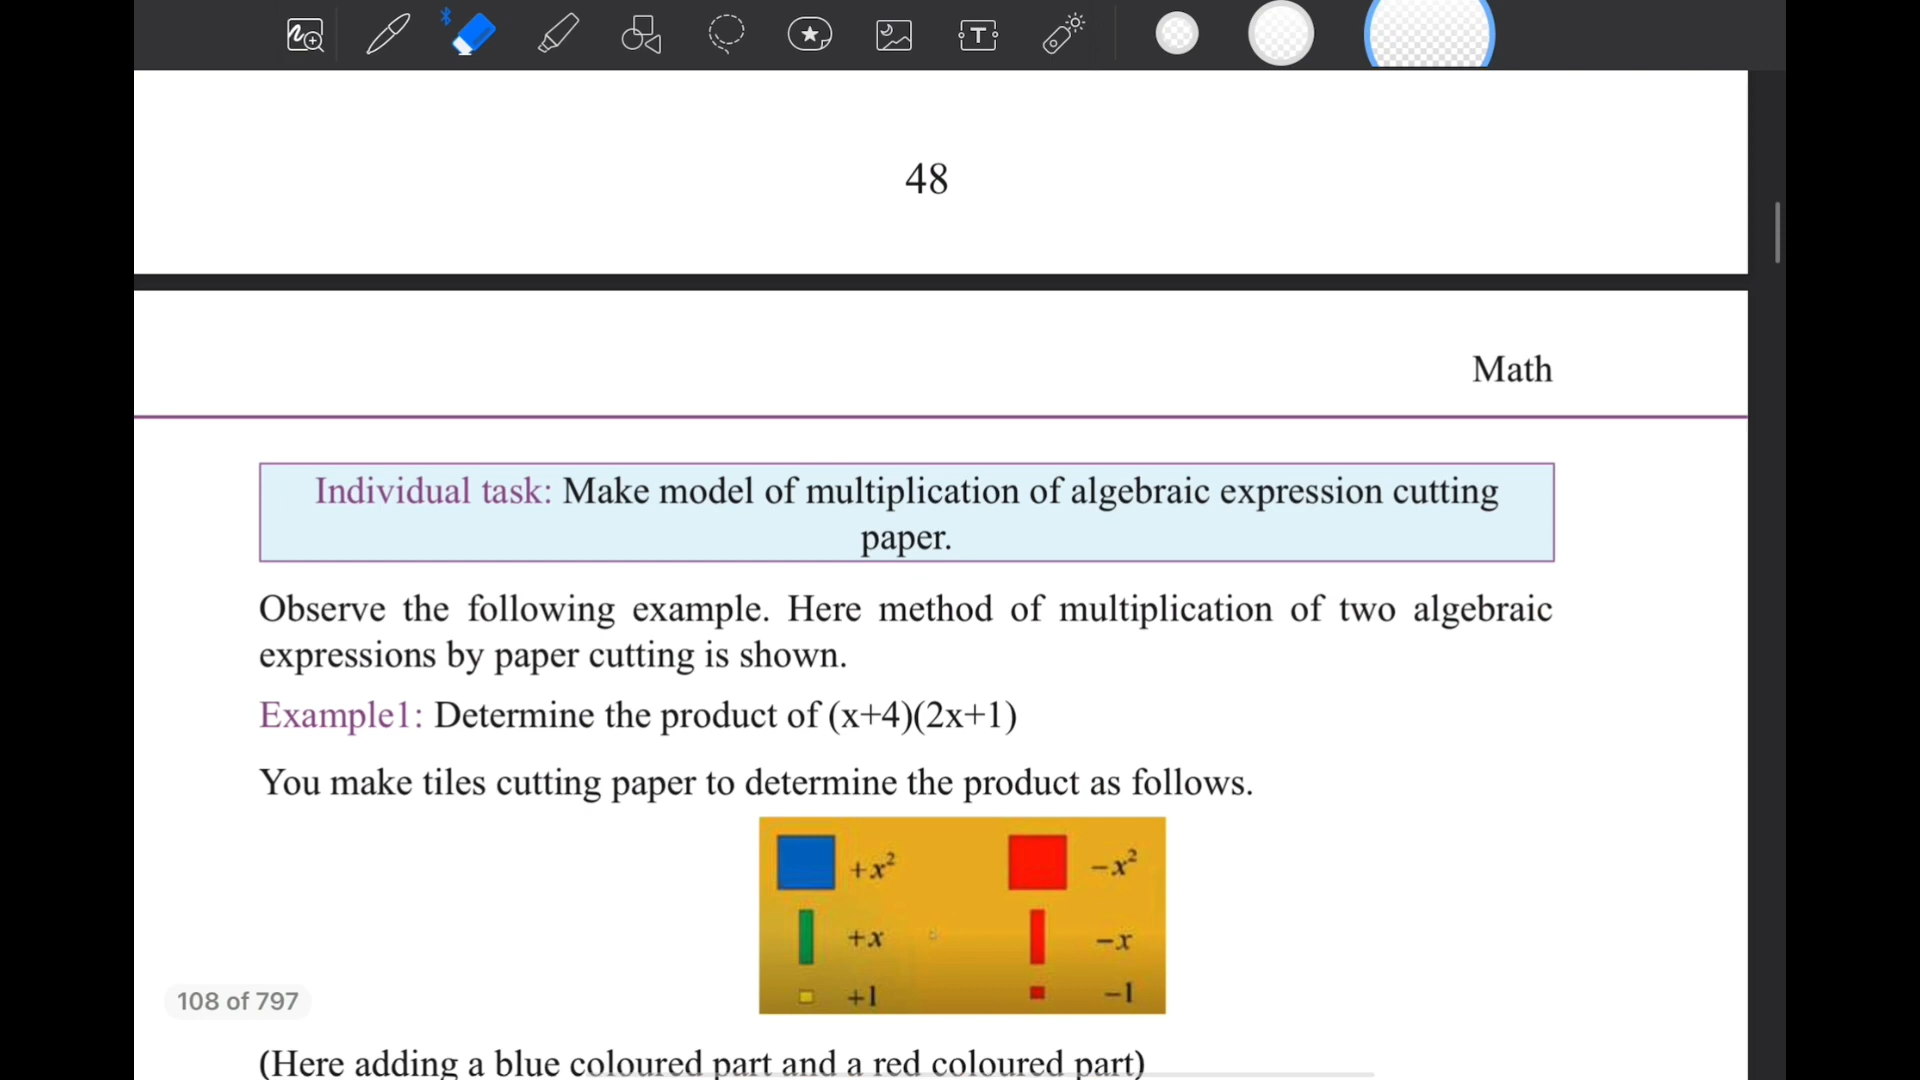 48
Math
Individual task: Make model of multiplication of algebraic expression cutting
paper.
Observe the following example. Here method of multiplication of two algebraic
expressions by paper cutting is shown.
Example1: Determine the product of (x+4)(2x+1)
You make tiles cutting paper to determine the product as follows.
+x² −x²
+x −x
+1 −1
108 of 797
(Here adding a blue coloured part and a red coloured part)